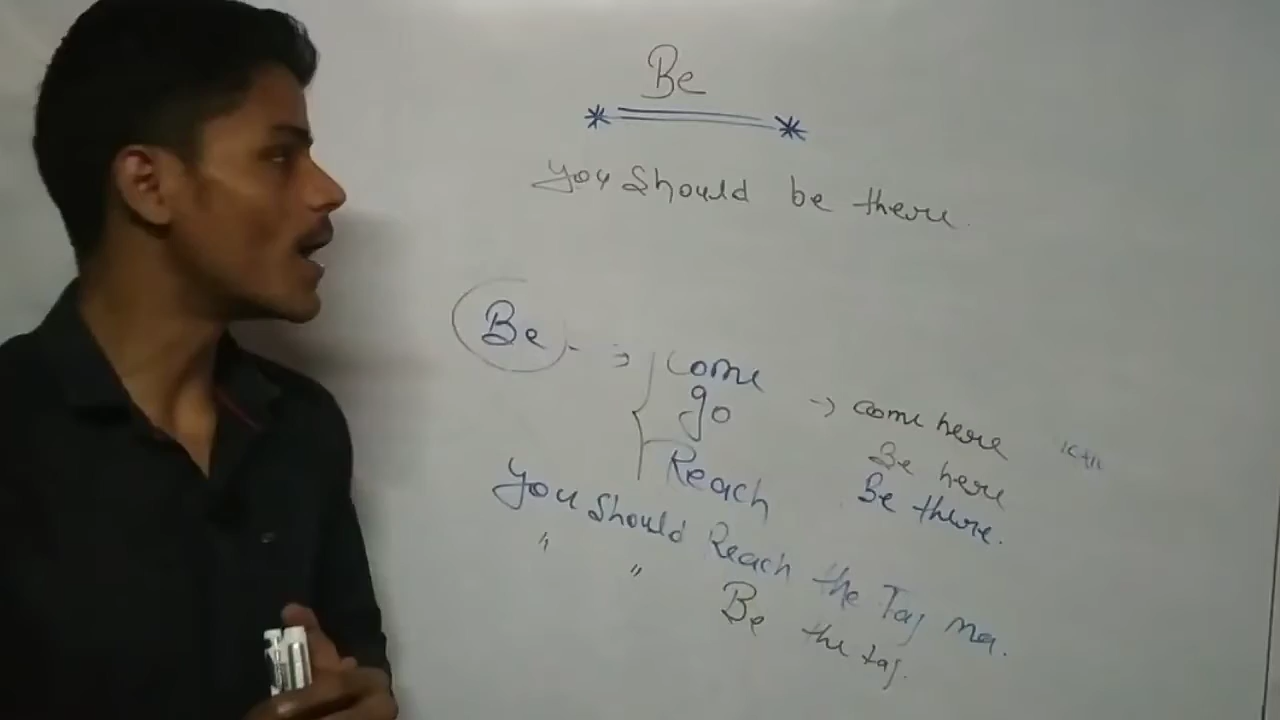 Be
You Should be there.
Be - → { Come
go → Come here
Be here
Reach Be there.
You Should Reach the Taj Ma.
" " Be the taj.